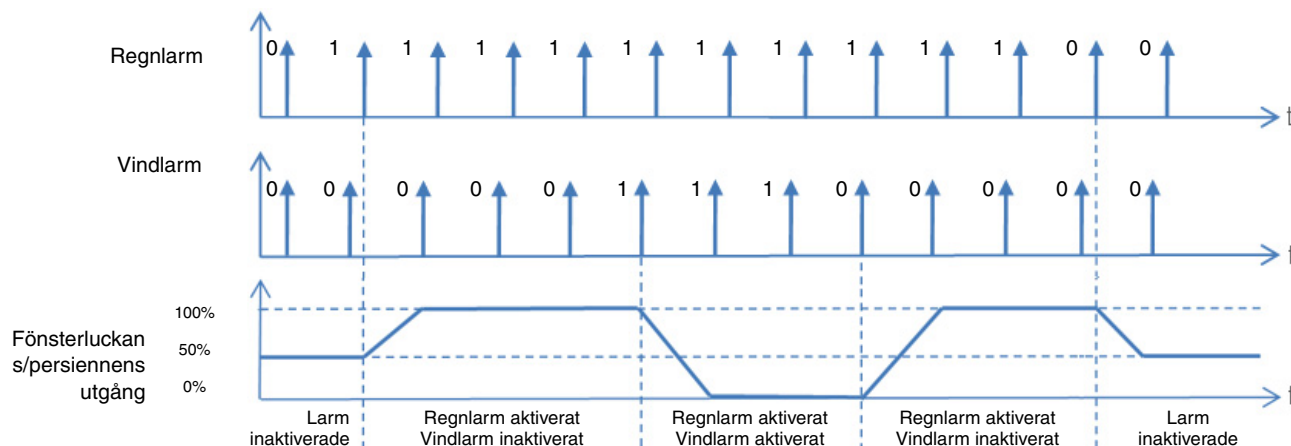 Regnlarm
0 1 1 1 1 1 1 1 1 1 1 0 0
t
Vindlarm
0 0 0 0 0 1 1 1 0 0 0 0 0
t
Fönsterluckan
s/persiennens
utgång
100%
50%
0%
t
Larm
inaktiverade
Regnlarm aktiverat
Vindlarm inaktiverat
Regnlarm aktiverat
Vindlarm aktiverat
Regnlarm aktiverat
Vindlarm inaktiverat
Larm
inaktiverade